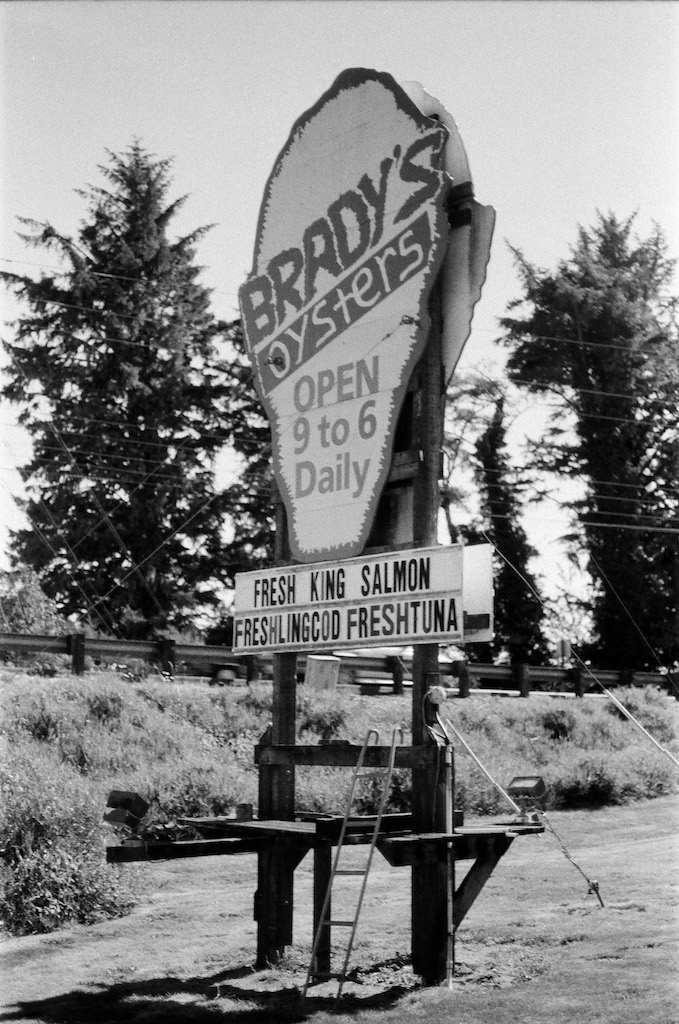 BRADY'S
OYsters
OPEN
9 to 6
Daily
FRESH KING SALMON
FRESHLINGCOD FRESHTUNA